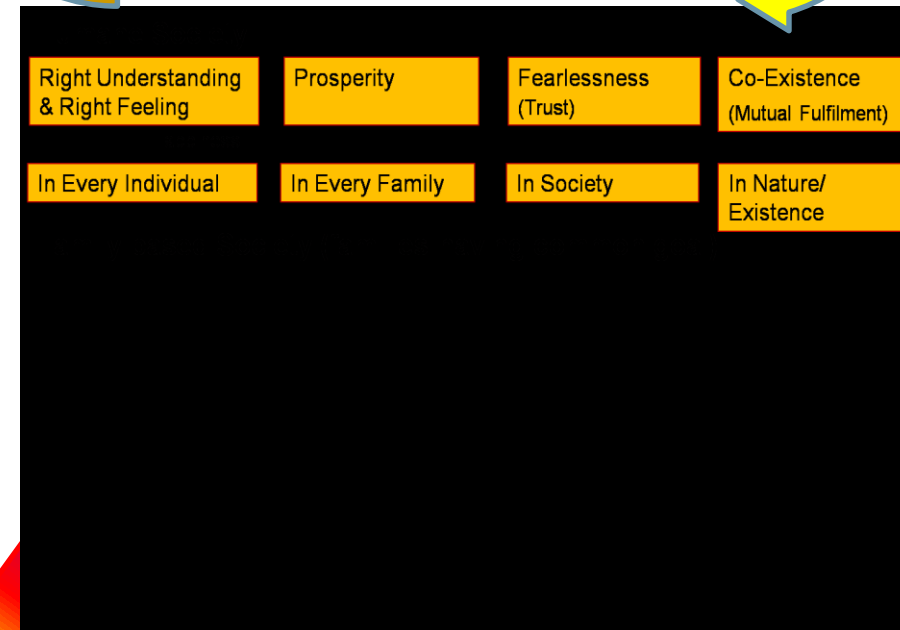 Right Understanding
& Right Feeling
Prosperity
Fearlessness
(Trust)
Co-Existence
(Mutual Fulfilment)
In Every Individual
In Every Family
In Society
In Nature/
Existence